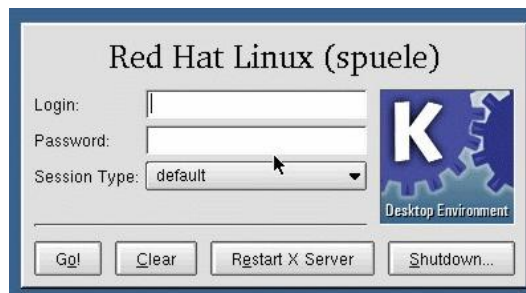 Red Hat Linux (spuele)
Login:
Password:
Session Type: default
K
Desktop Environment
Go! Clear Restart X Server Shutdown...